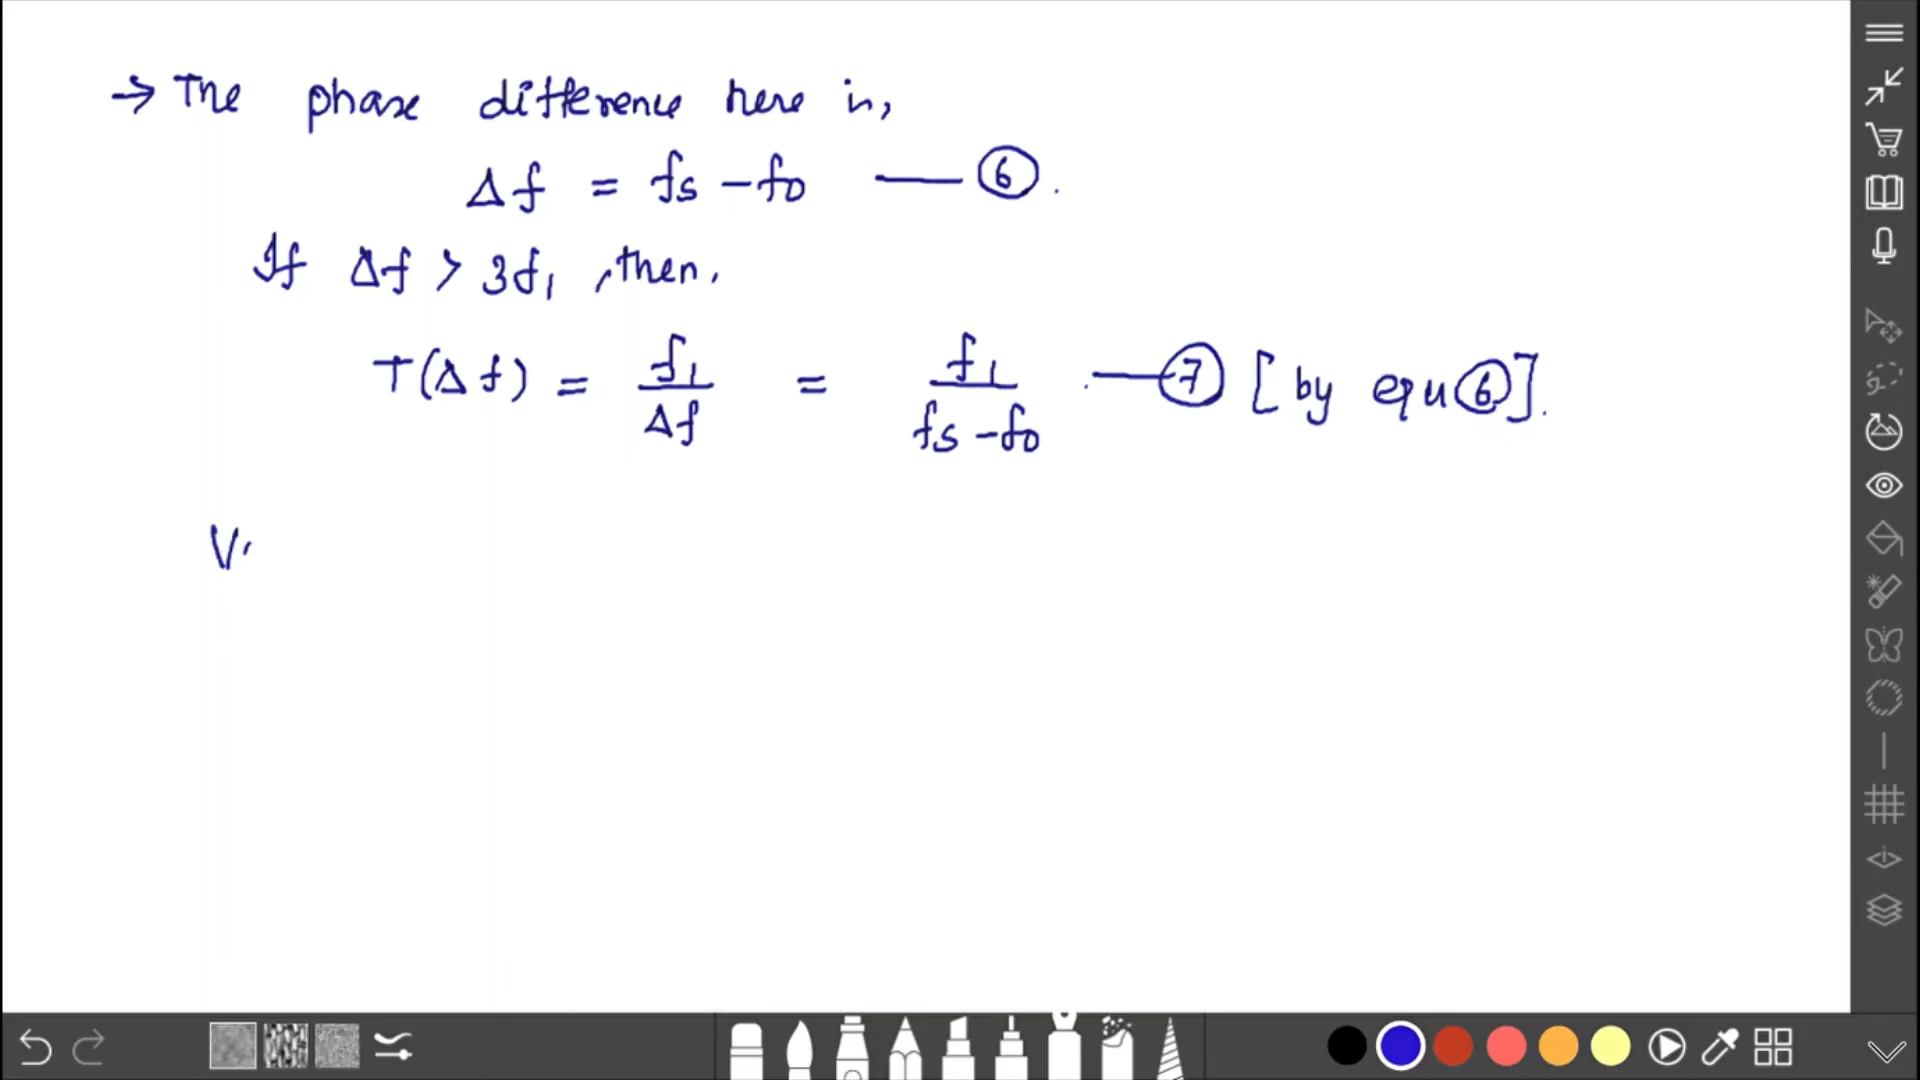 → The phase difference here is,
Δf = fs - fo — ⑥.
If Δf > 3f₁, then,
T(Δf) = f₁/Δf = f₁/(fs - fo) — ⑦ [by equ ⑥].
V